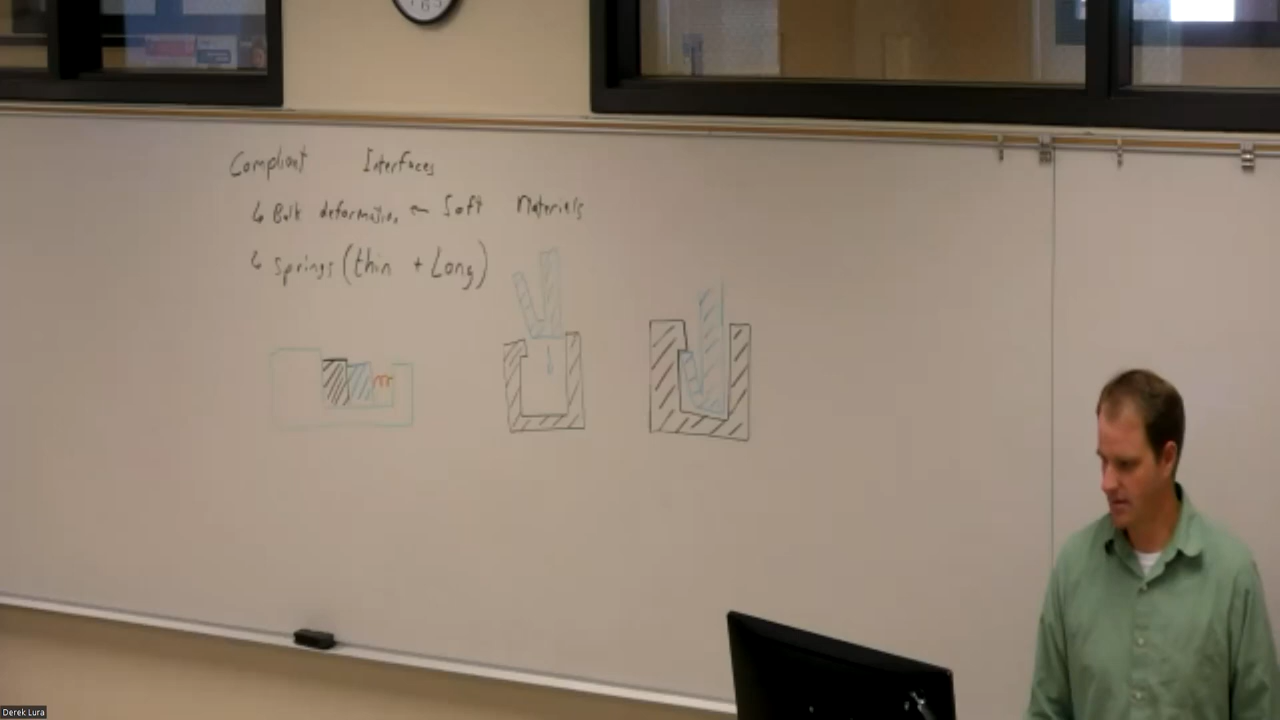 Compliant Interfaces
↳ Bulk deformation ← Soft Materials
↳ Springs (thin + Long)
Derek Lura